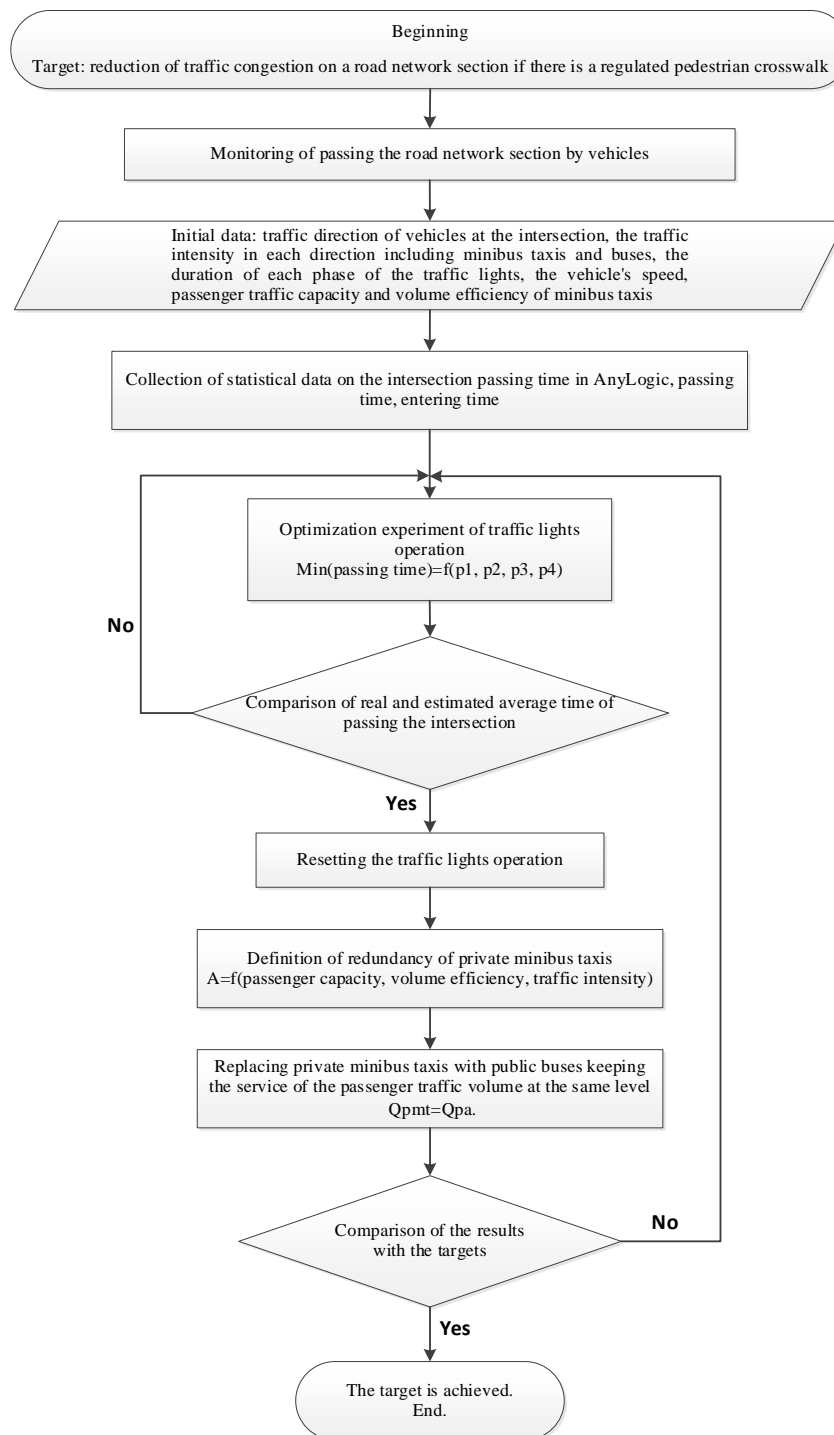 Beginning
Target: reduction of traffic congestion on a road network section if there is a regulated pedestrian crosswalk
Monitoring of passing the road network section by vehicles
Initial data: traffic direction of vehicles at the intersection, the traffic
intensity in each direction including minibus taxis and buses, the
duration of each phase of the traffic lights, the vehicle's speed,
passenger traffic capacity and volume efficiency of minibus taxis
Collection of statistical data on the intersection passing time in AnyLogic, passing
time, entering time
Optimization experiment of traffic lights
operation
Min(passing time)=f(p1, p2, p3, p4)
No
Comparison of real and estimated average time of
passing the intersection
Yes
Resetting the traffic lights operation
Definition of redundancy of private minibus taxis
A=f(passenger capacity, volume efficiency, traffic intensity)
Replacing private minibus taxis with public buses keeping
the service of the passenger traffic volume at the same level
Qpmt=Qpa.
Comparison of the results
with the targets
No
Yes
The target is achieved.
End.